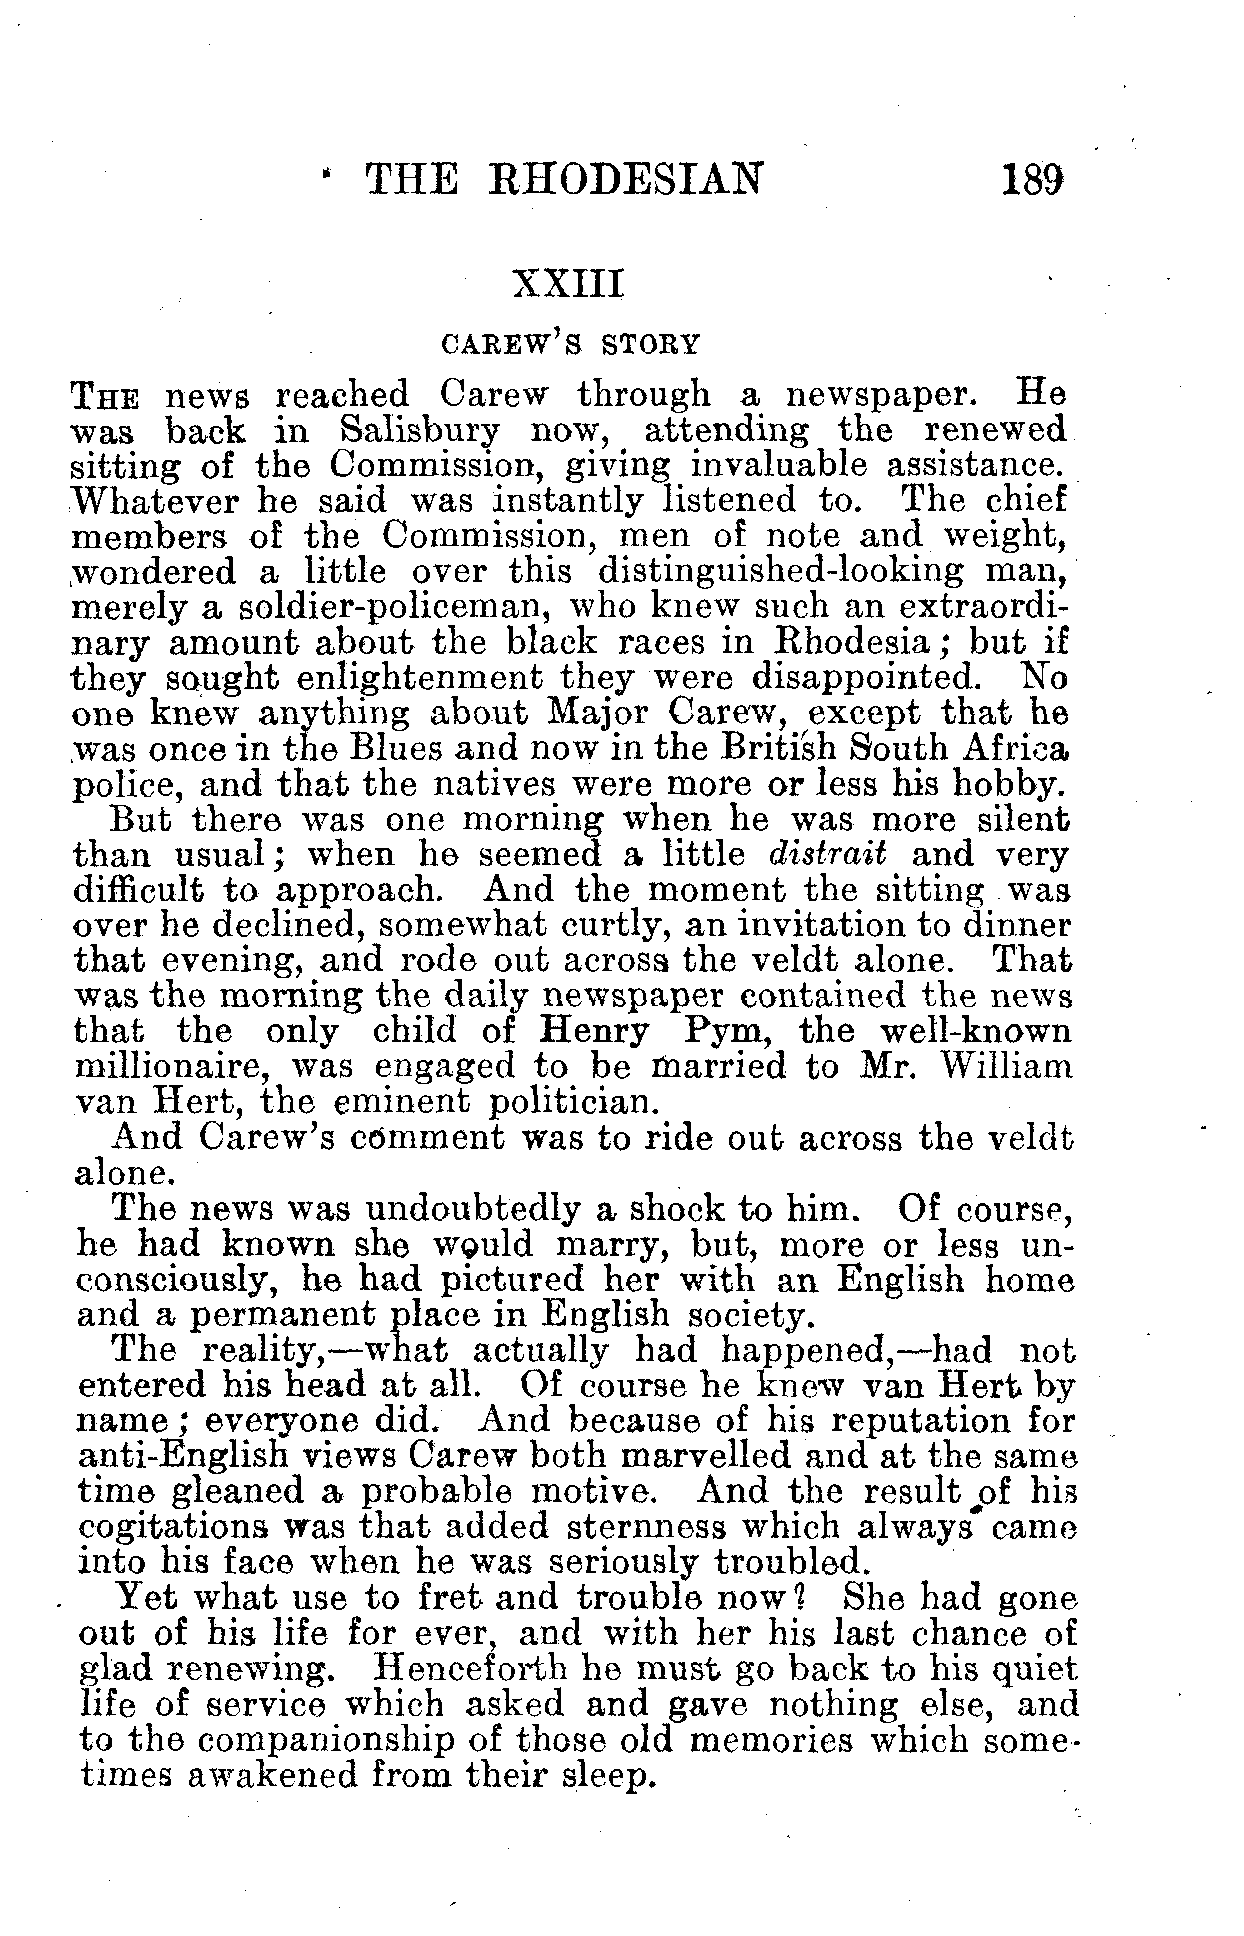 THE RHODESIAN 189
XXIII
CAREW'S STORY
THE news reached Carew through a newspaper. He
was back in Salisbury now, attending the renewed
sitting of the Commission, giving invaluable assistance.
Whatever he said was instantly listened to. The chief
members of the Commission, men of note and weight,
wondered a little over this distinguished-looking man,
merely a soldier-policeman, who knew such an extraordi-
nary amount about the black races in Rhodesia; but if
they sought enlightenment they were disappointed. No
one knew anything about Major Carew, except that he
was once in the Blues and now in the British South Africa
police, and that the natives were more or less his hobby.
But there was one morning when he was more silent
than usual; when he seemed a little distrait and very
difficult to approach. And the moment the sitting was
over he declined, somewhat curtly, an invitation to dinner
that evening, and rode out across the veldt alone. That
was the morning the daily newspaper contained the news
that the only child of Henry Pym, the well-known
millionaire, was engaged to be married to Mr. William
van Hert, the eminent politician.
And Carew's comment was to ride out across the veldt
alone.
The news was undoubtedly a shock to him. Of course,
he had known she would marry, but, more or less un-
consciously, he had pictured her with an English home
and a permanent place in English society.
The reality,—what actually had happened,—had not
entered his head at all. Of course he knew van Hert by
name; everyone did. And because of his reputation for
anti-English views Carew both marvelled and at the same
time gleaned a probable motive. And the result of his
cogitations was that added sternness which always came
into his face when he was seriously troubled.
Yet what use to fret and trouble now? She had gone
out of his life for ever, and with her his last chance of
glad renewing. Henceforth he must go back to his quiet
life of service which asked and gave nothing else, and
to the companionship of those old memories which some-
times awakened from their sleep.